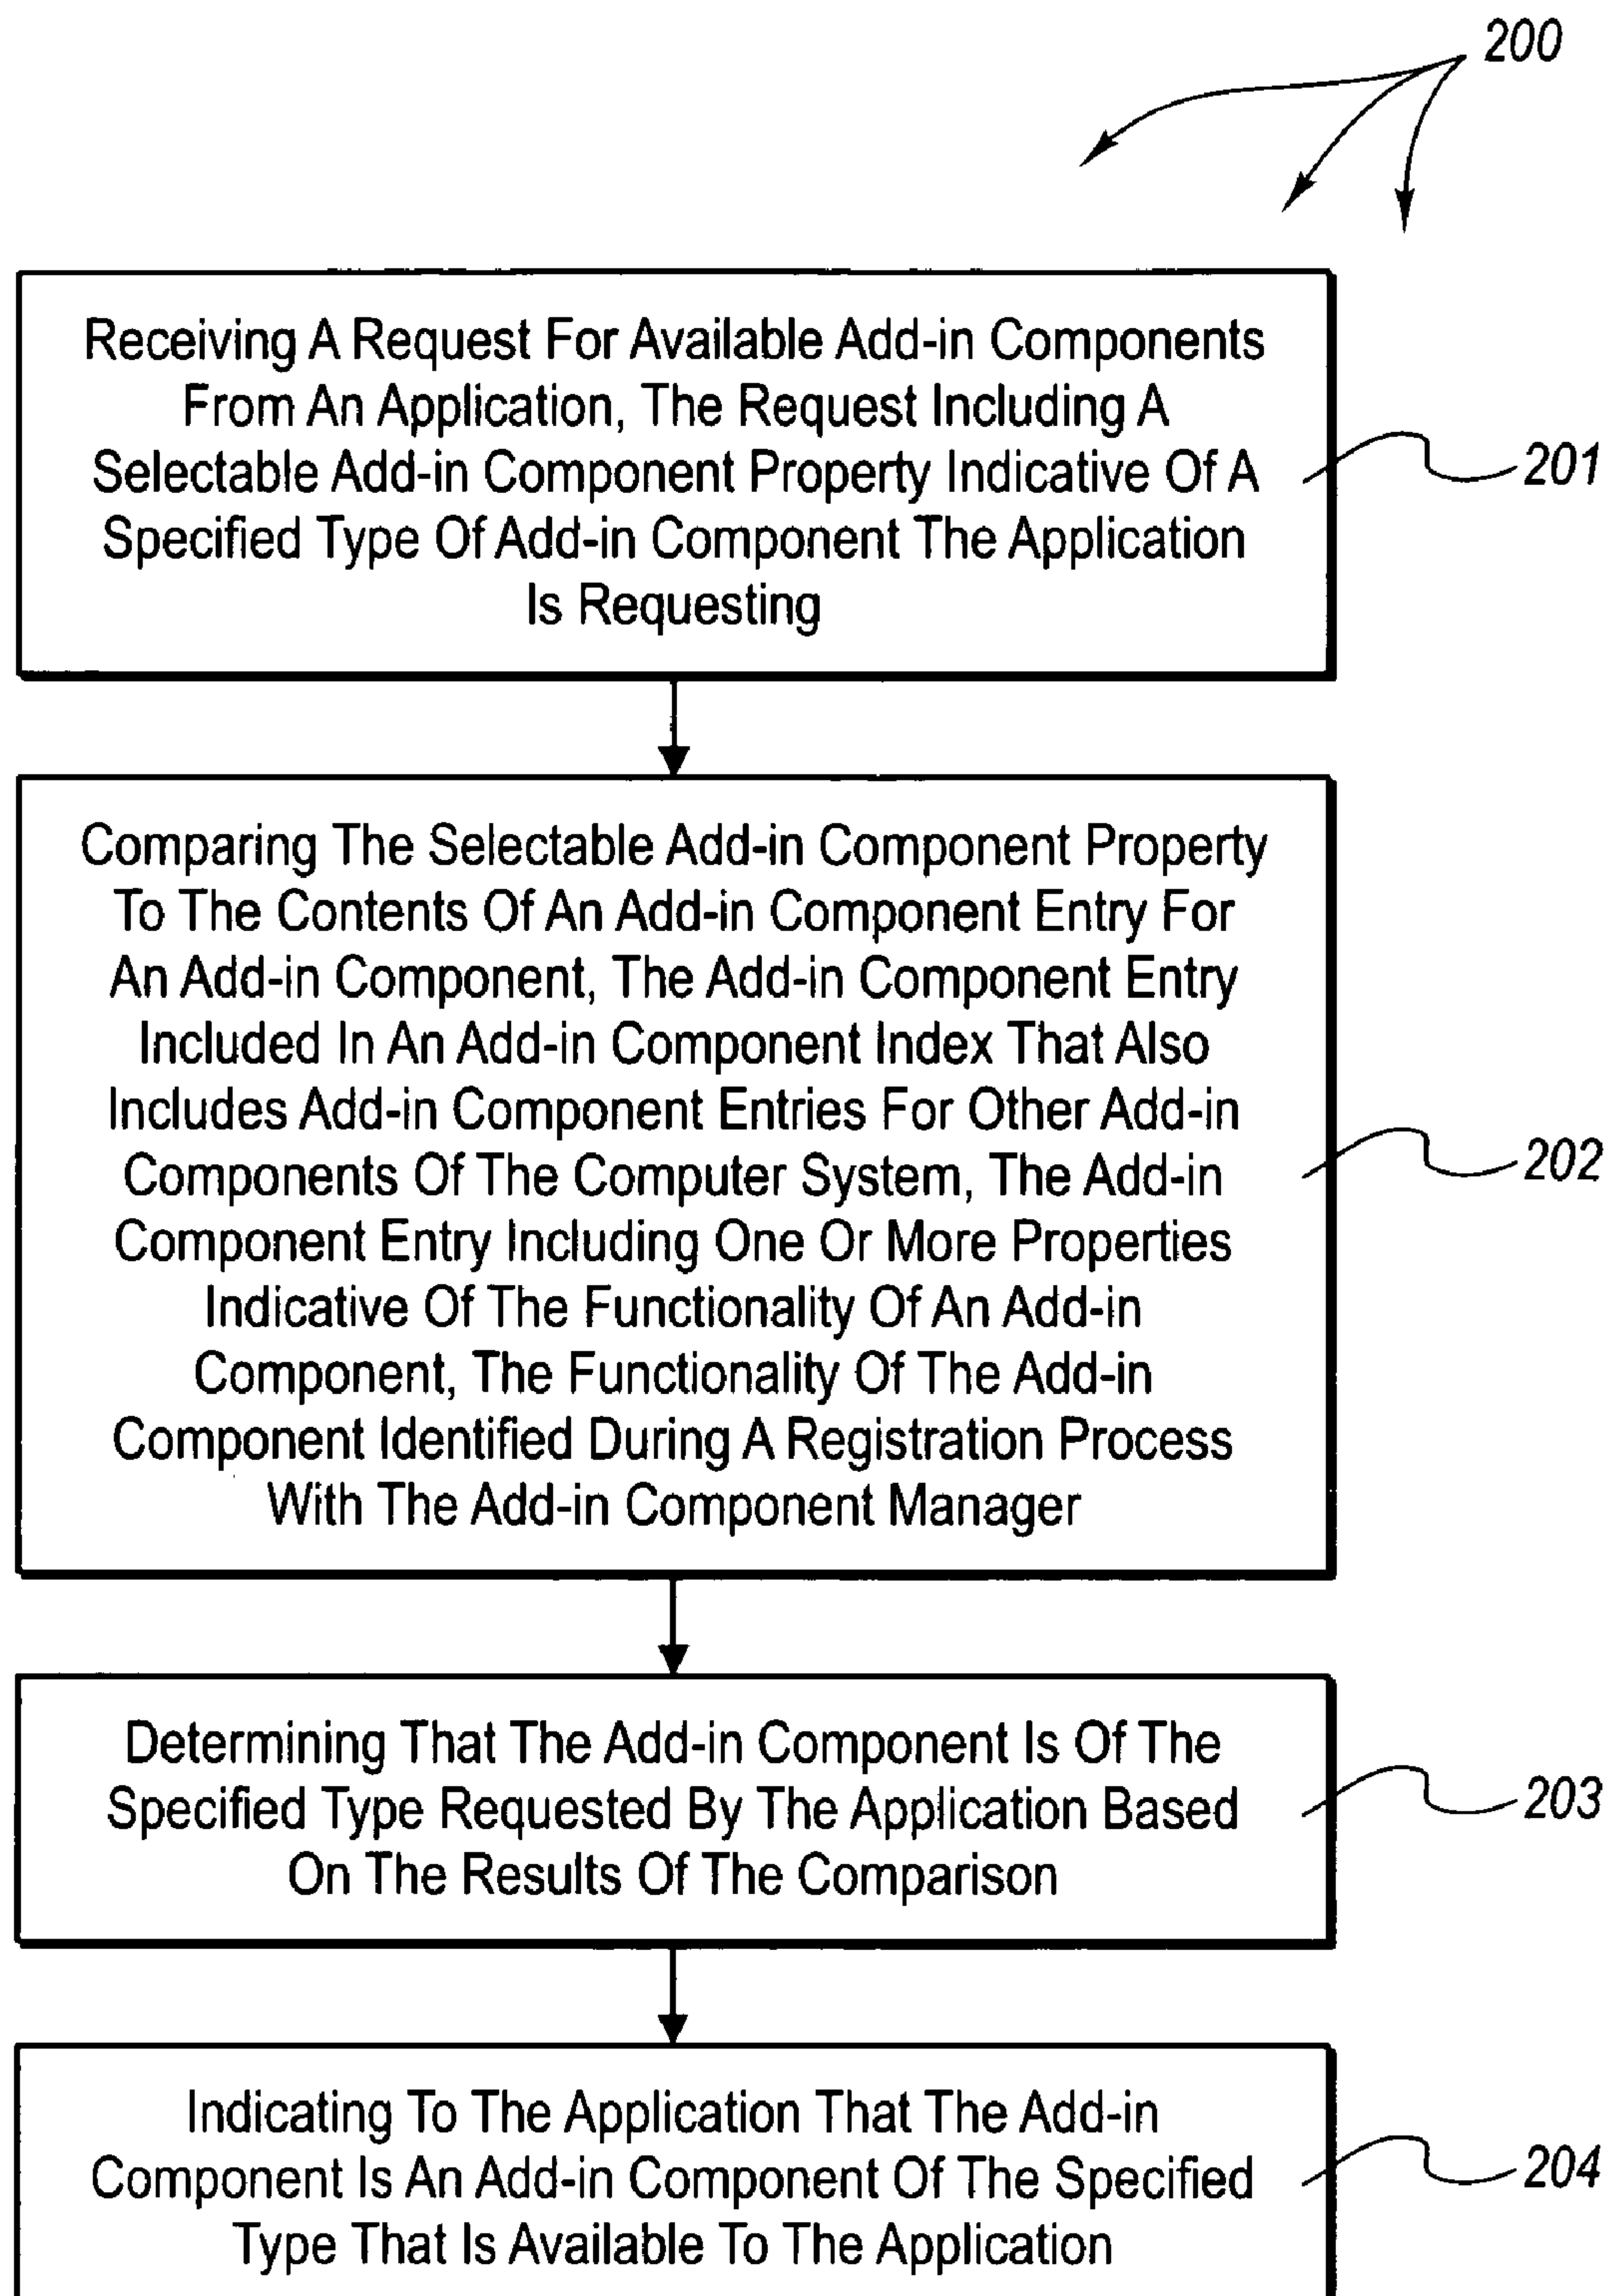 200
Receiving A Request For Available Add-in Components
From An Application, The Request Including A
Selectable Add-in Component Property Indicative Of A
Specified Type Of Add-in Component The Application
Is Requesting
201
Comparing The Selectable Add-in Component Property
To The Contents Of An Add-in Component Entry For
An Add-in Component, The Add-in Component Entry
Included In An Add-in Component Index That Also
Includes Add-in Component Entries For Other Add-in
Components Of The Computer System, The Add-in
Component Entry Including One Or More Properties
Indicative Of The Functionality Of An Add-in
Component, The Functionality Of The Add-in
Component Identified During A Registration Process
With The Add-in Component Manager
202
Determining That The Add-in Component Is Of The
Specified Type Requested By The Application Based
On The Results Of The Comparison
203
Indicating To The Application That The Add-in
Component Is An Add-in Component Of The Specified
Type That Is Available To The Application
204